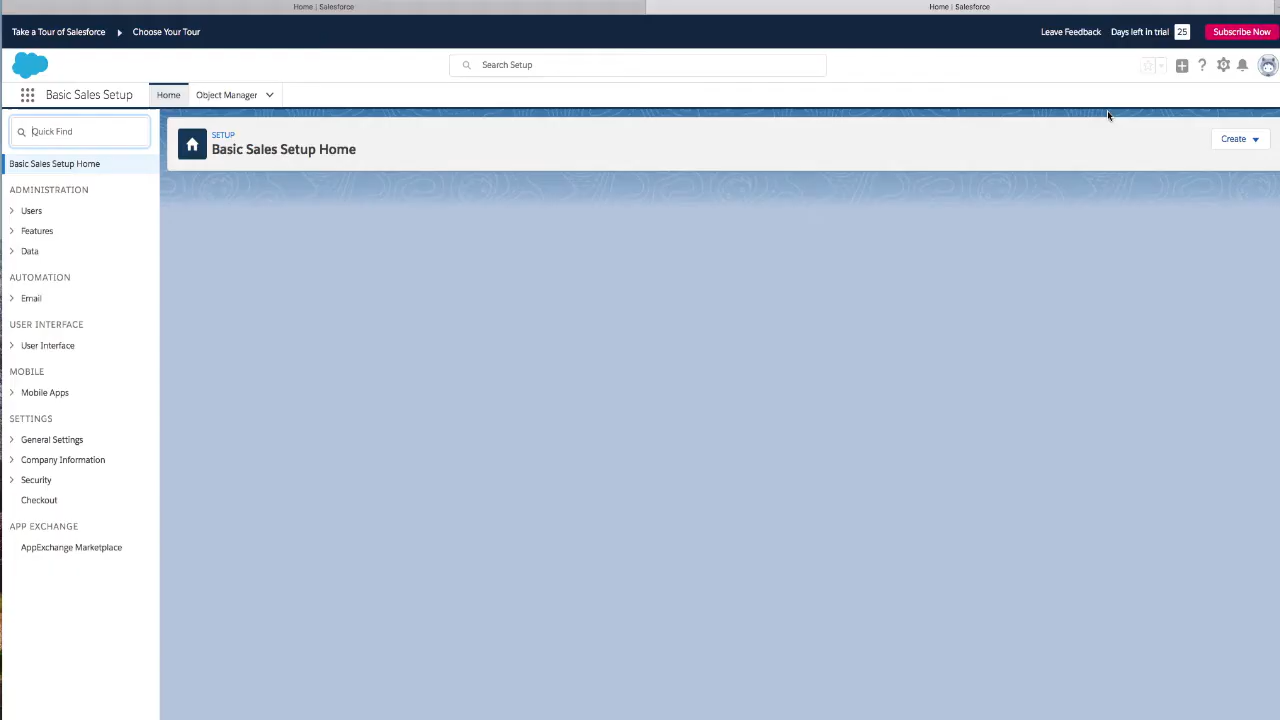 Home | Salesforce
Home | Salesforce
Take a Tour of Salesforce
Choose Your Tour
Leave Feedback
Days left in trial
25
Subscribe Now
Search Setup
Basic Sales Setup
Home
Object Manager
Quick Find
SETUP
Basic Sales Setup Home
Create
Basic Sales Setup Home
ADMINISTRATION
Users
Features
Data
AUTOMATION
Email
USER INTERFACE
User Interface
MOBILE
Mobile Apps
SETTINGS
General Settings
Company Information
Security
Checkout
APP EXCHANGE
AppExchange Marketplace